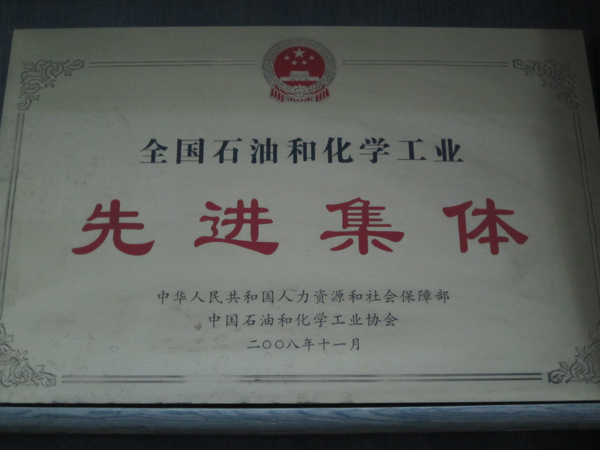 全国石油和化学工业
先进集体
中华人民共和国人力资源和社会保障部
中国石油和化学工业协会
二〇〇八年十一月